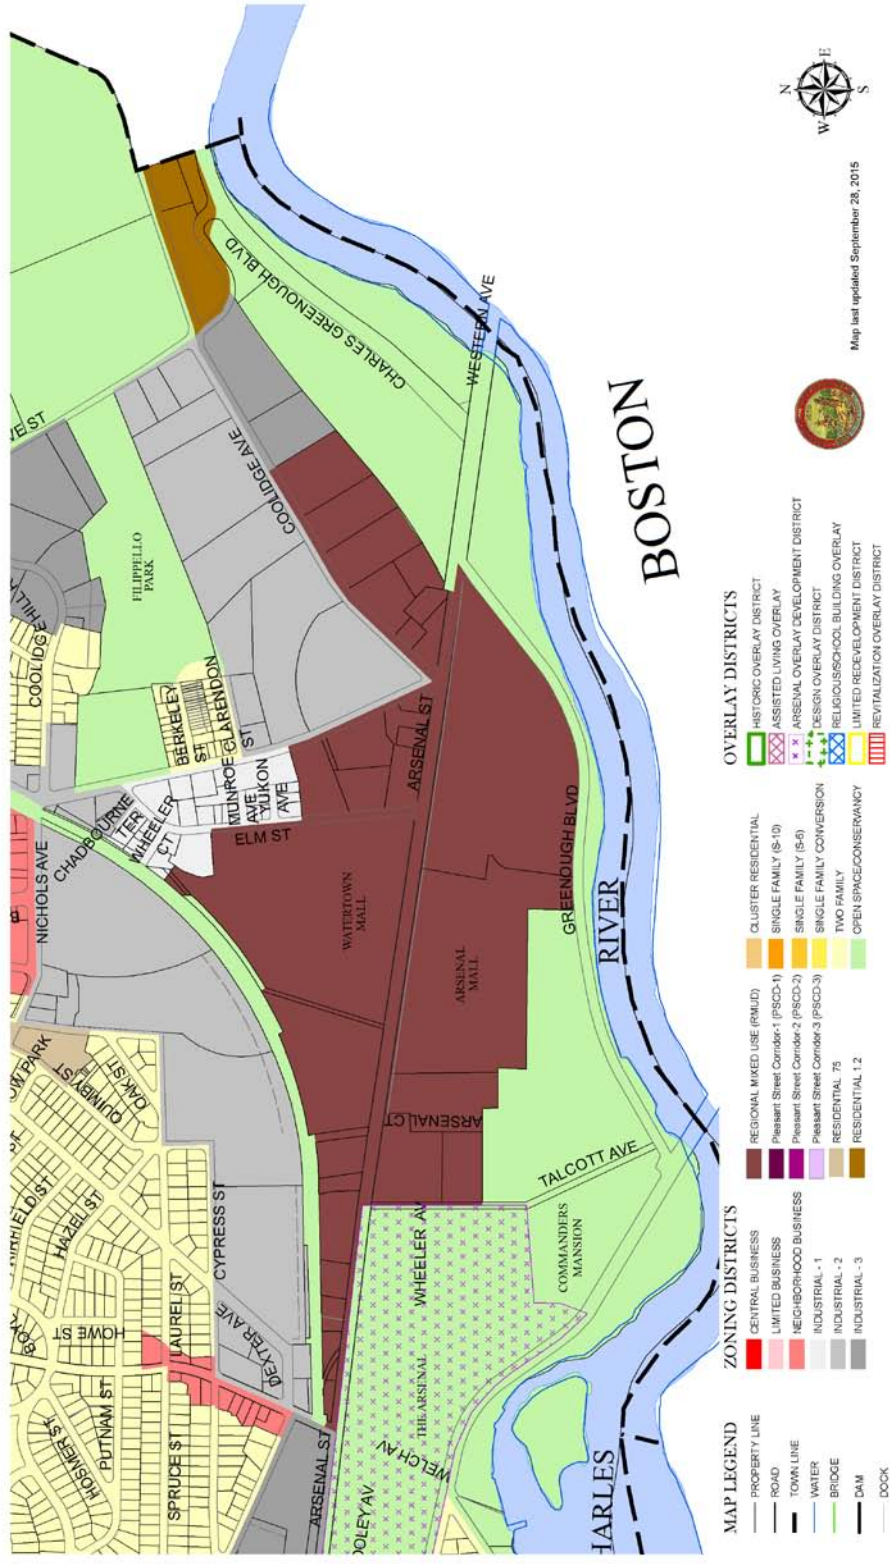 VE ST
COOLIDGE HILL
FILIPPELLO
PARK
COOLIDGE AVE
CHARLES GREENOUGH BLVD
WESTERN AVE
BERKELEY
ST
CLARENDON
ST
MUNROE
AVE
YUKON
AVE
NICHOLS AVE
CHADBOURNE
TER
WHEELER
CT
ELM ST
ARSENAL ST
WATERTOWN
MALL
ARSENAL
MALL
GREENOUGH BLVD
BOSTON
RIVER
OW PARK
QUIMBY ST
OAK ST
HAZEL ST
CYPRESS ST
LAUREL ST
HOWE ST
DEXTER AVE
PUTNAM ST
HOSMER ST
SPRUCE ST
ARSENAL CT
TALCOTT AVE
COMMANDERS
MANSION
WHEELER AV
THE ARSENAL
WELCH AV
ARSENAL ST
DOLEY AV
HARLES
N
W E
S
Map last updated September 28, 2015
MAP LEGEND
PROPERTY LINE
ROAD
TOWN LINE
WATER
BRIDGE
DAM
DOCK
ZONING DISTRICTS
CENTRAL BUSINESS
LIMITED BUSINESS
NEIGHBORHOOD BUSINESS
INDUSTRIAL - 1
INDUSTRIAL - 2
INDUSTRIAL - 3
REGIONAL MIXED USE (RMUD)
Pleasant Street Corridor-1 (PSCD-1)
Pleasant Street Corridor-2 (PSCD-2)
Pleasant Street Corridor-3 (PSCD-3)
RESIDENTIAL .75
RESIDENTIAL 1.2
CLUSTER RESIDENTIAL
SINGLE FAMILY (S-10)
SINGLE FAMILY (S-6)
SINGLE FAMILY CONVERSION
TWO FAMILY
OPEN SPACE/CONSERVANCY
OVERLAY DISTRICTS
HISTORIC OVERLAY DISTRICT
ASSISTED LIVING OVERLAY
ARSENAL OVERLAY DEVELOPMENT DISTRICT
DESIGN OVERLAY DISTRICT
RELIGIOUS/SCHOOL BUILDING OVERLAY
LIMITED REDEVELOPMENT DISTRICT
REVITALIZATION OVERLAY DISTRICT